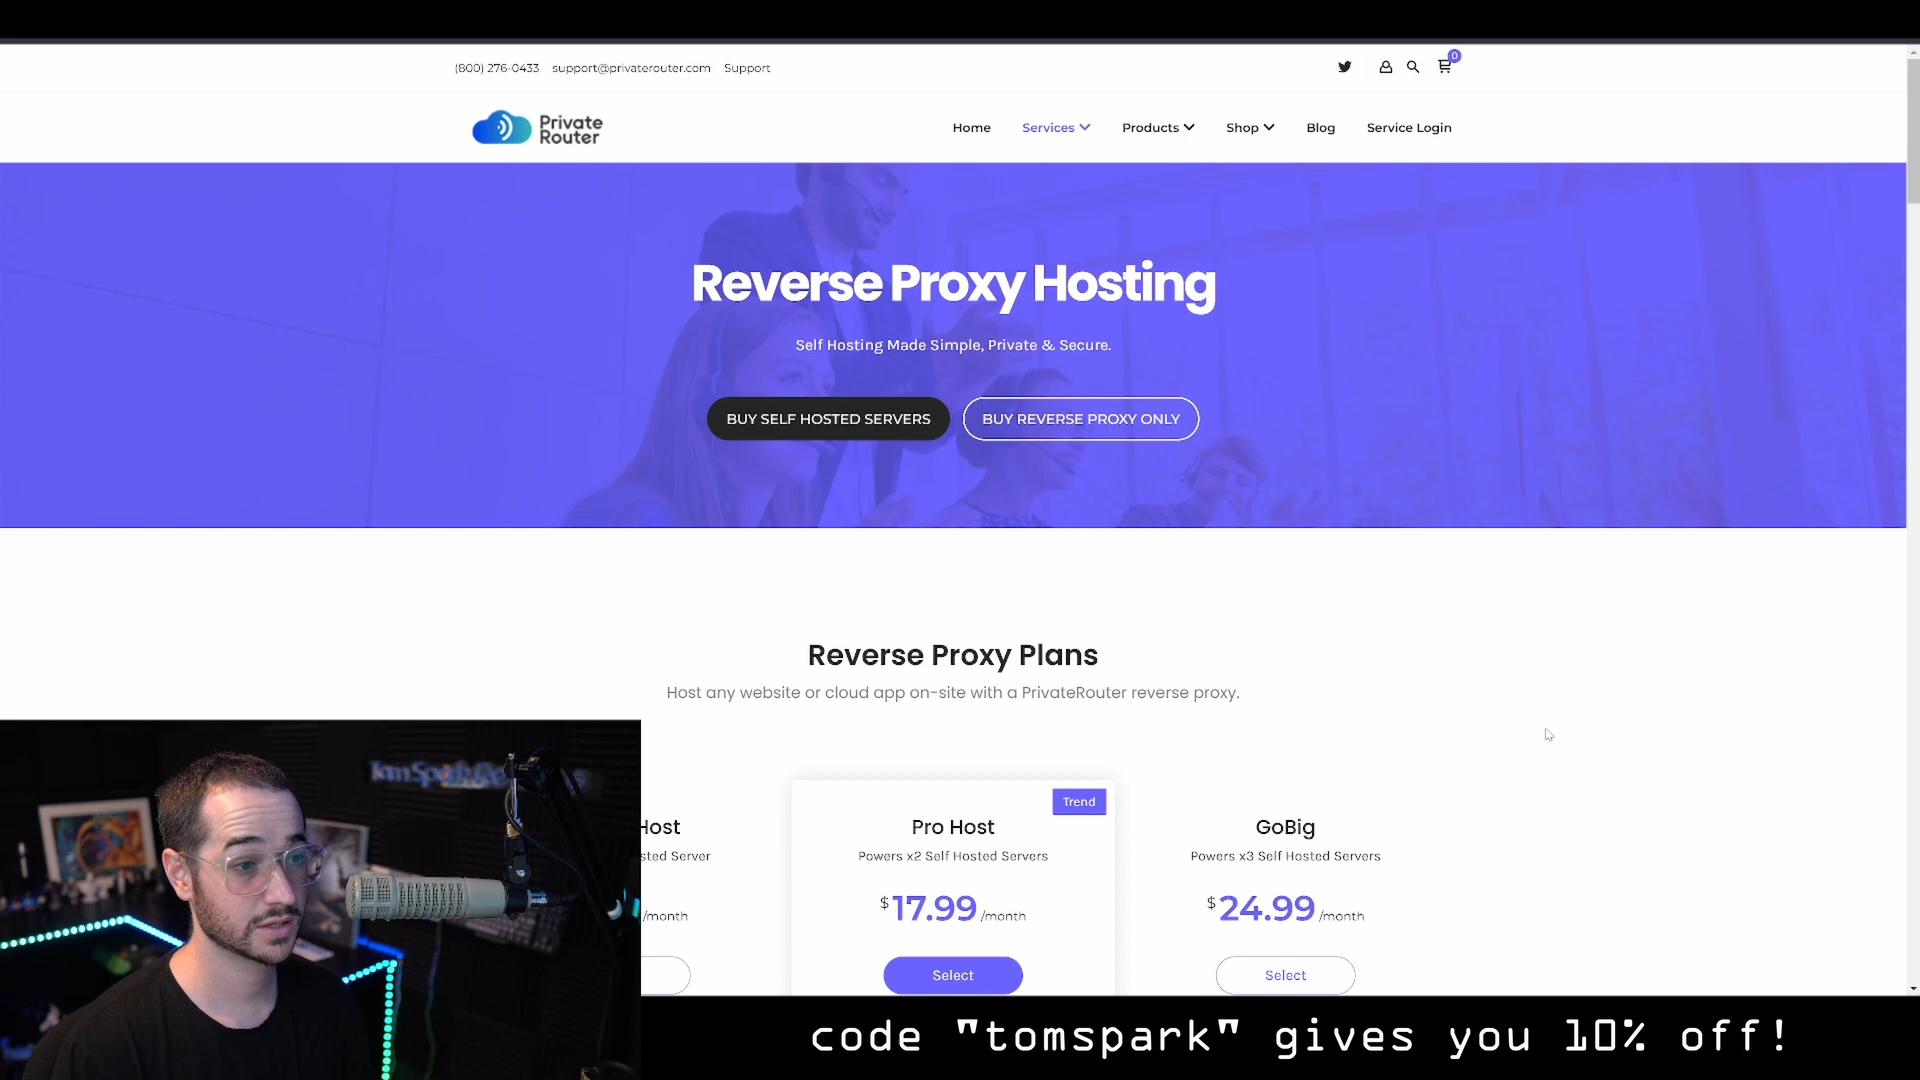 (800) 276-0433 support@privaterouter.com Support
0
Private
Router
Home Services Products Shop Blog Service Login
Reverse Proxy Hosting
Self Hosting Made Simple, Private & Secure.
BUY SELF HOSTED SERVERS BUY REVERSE PROXY ONLY
Reverse Proxy Plans
Host any website or cloud app on-site with a PrivateRouter reverse proxy.
Trend
Host Pro Host GoBig
Server Powers x2 Self Hosted Servers Powers x3 Self Hosted Servers
/month $17.99 /month $24.99 /month
Select Select
code "tomspark" gives you 10% off!